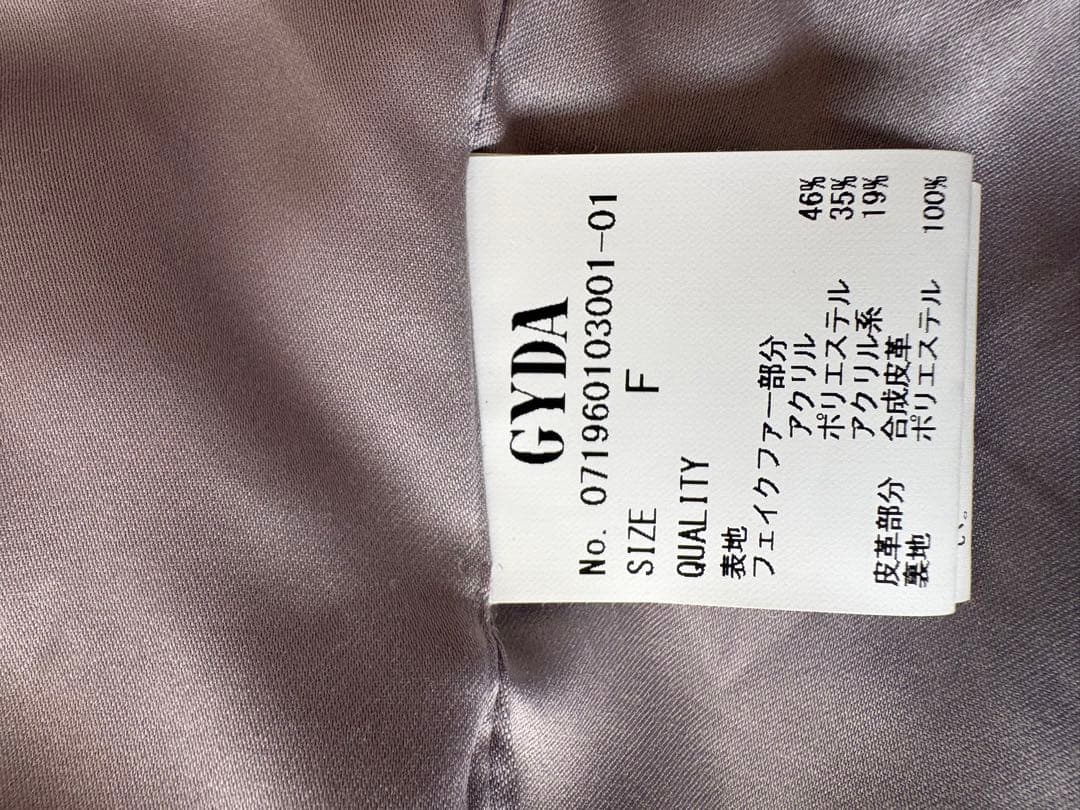 GYDA
No. 071960103001-01
SIZE F
QUALITY
表地
フェイクファー部分
アクリル 46%
ポリエステル 35%
アクリル系 19%
皮革部分 合成皮革
裏地 ポリエステル 100%
い。